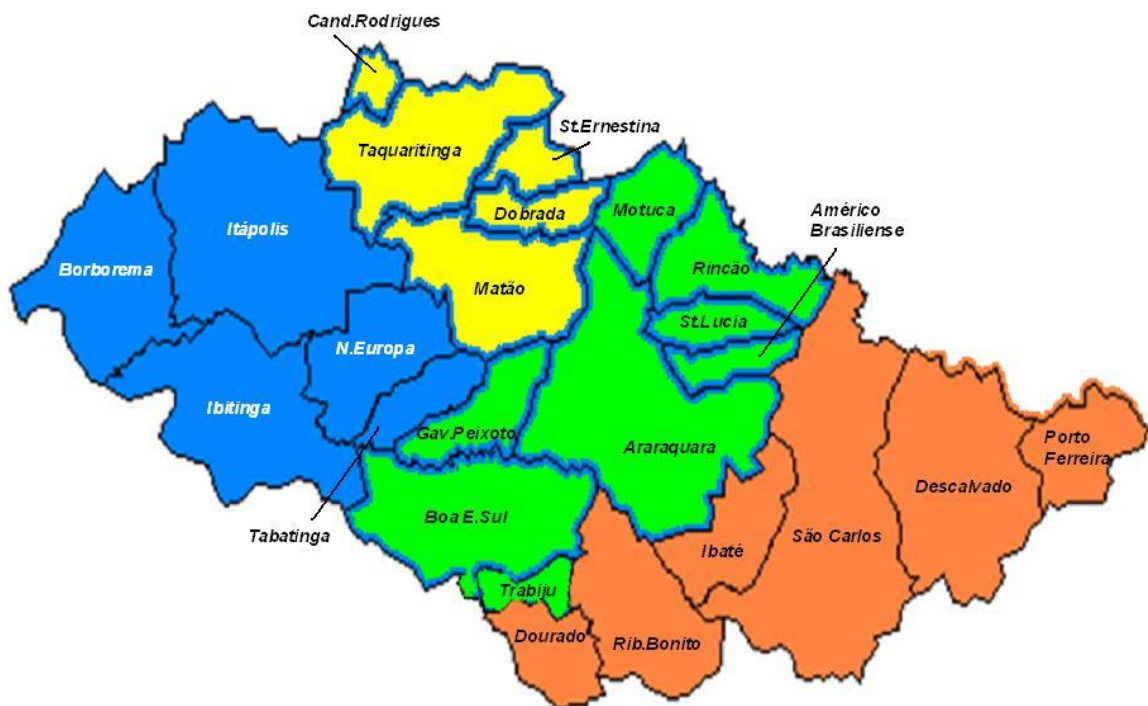 Cand.Rodrigues
St.Ernestina
Taquaritinga
Motuca
Américo
Brasiliense
Dobrada
Itápolis
Borborema
Rincão
Matão
St.Lucia
N.Europa
Ibitinga
Gav.Peixoto
Araraquara
Porto
Ferreira
Descalvado
Boa E.Sul
Tabatinga
São Carlos
Ibaté
Trabiju
Dourado
Rib.Bonito